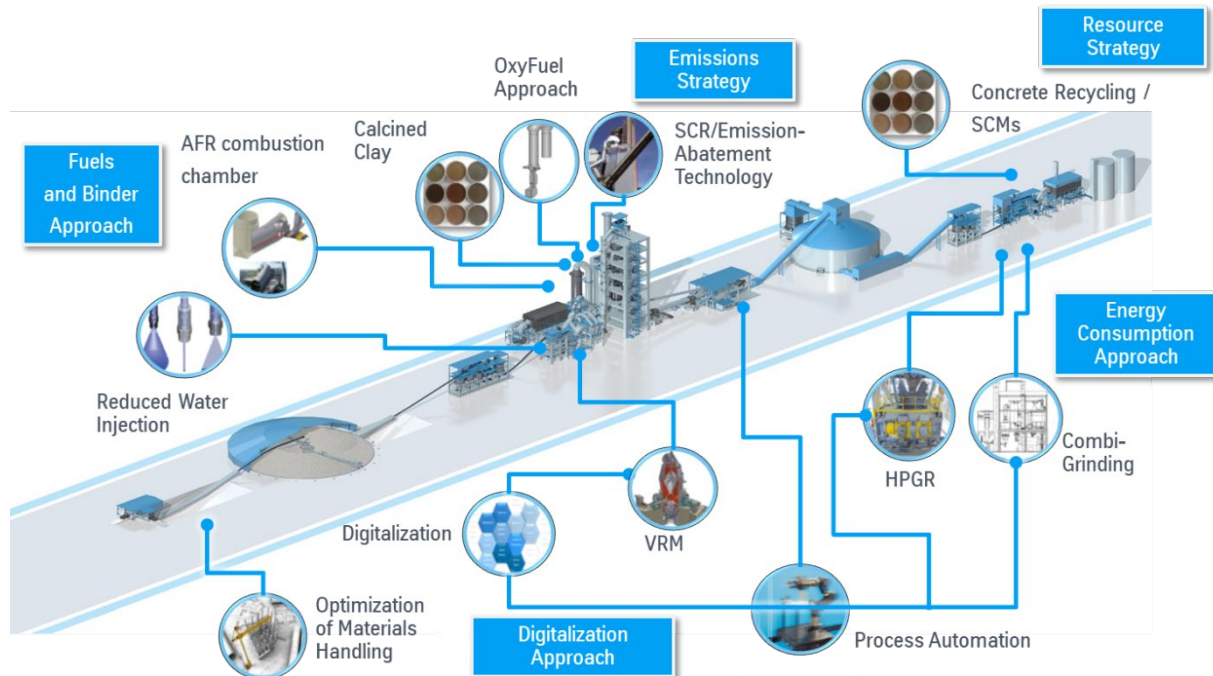 Resource
Strategy
OxyFuel
Approach
Emissions
Strategy
Concrete Recycling /
SCMs
AFR combustion
chamber
Calcined
Clay
SCR/Emission-
Abatement
Technology
Fuels
and Binder
Approach
Energy
Consumption
Approach
Reduced Water
Injection
HPGR
Combi-
Grinding
Digitalization
VRM
Optimization
of Materials
Handling
Digitalization
Approach
Process Automation